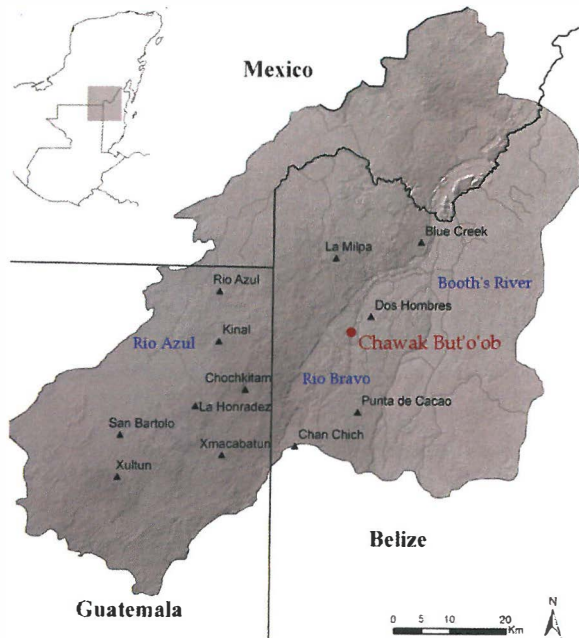 Mexico
Blue Creek
La Milpa
Booth's River
Rio Azul
Dos Hombres
Chawak But'o'ob
Kinal
Rio Azul
Chochkitam
Rio Bravo
La Honradez
Punta de Cacao
San Bartolo
Xmacabatun
Chan Chich
Xultun
Belize
Guatemala
N
0 5 10 20
Km